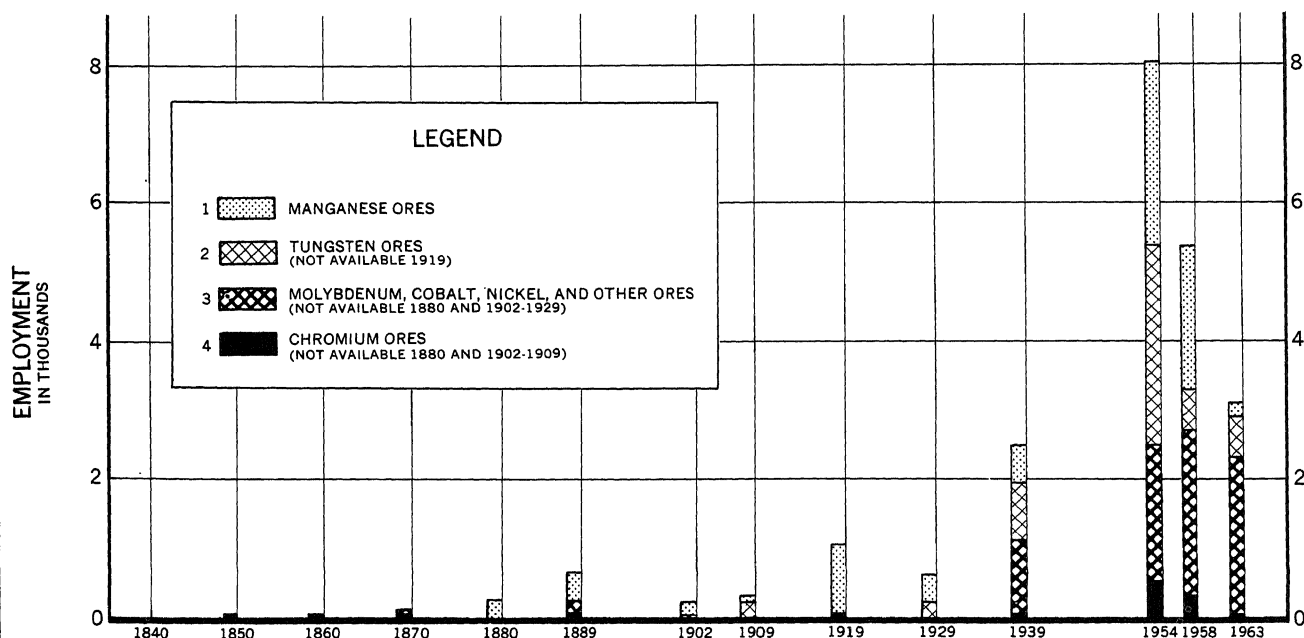 8
8
LEGEND
1 MANGANESE ORES
6
6
2 TUNGSTEN ORES
(NOT AVAILABLE 1919)
3 MOLYBDENUM, COBALT, NICKEL, AND OTHER ORES
(NOT AVAILABLE 1880 AND 1902-1929)
4 CHROMIUM ORES
(NOT AVAILABLE 1880 AND 1902-1909)
4
4
EMPLOYMENT
IN THOUSANDS
2
2
0
0
1840 1850 1860 1870 1880 1889 1902 1909 1919 1929 1939 1954 1958 1963